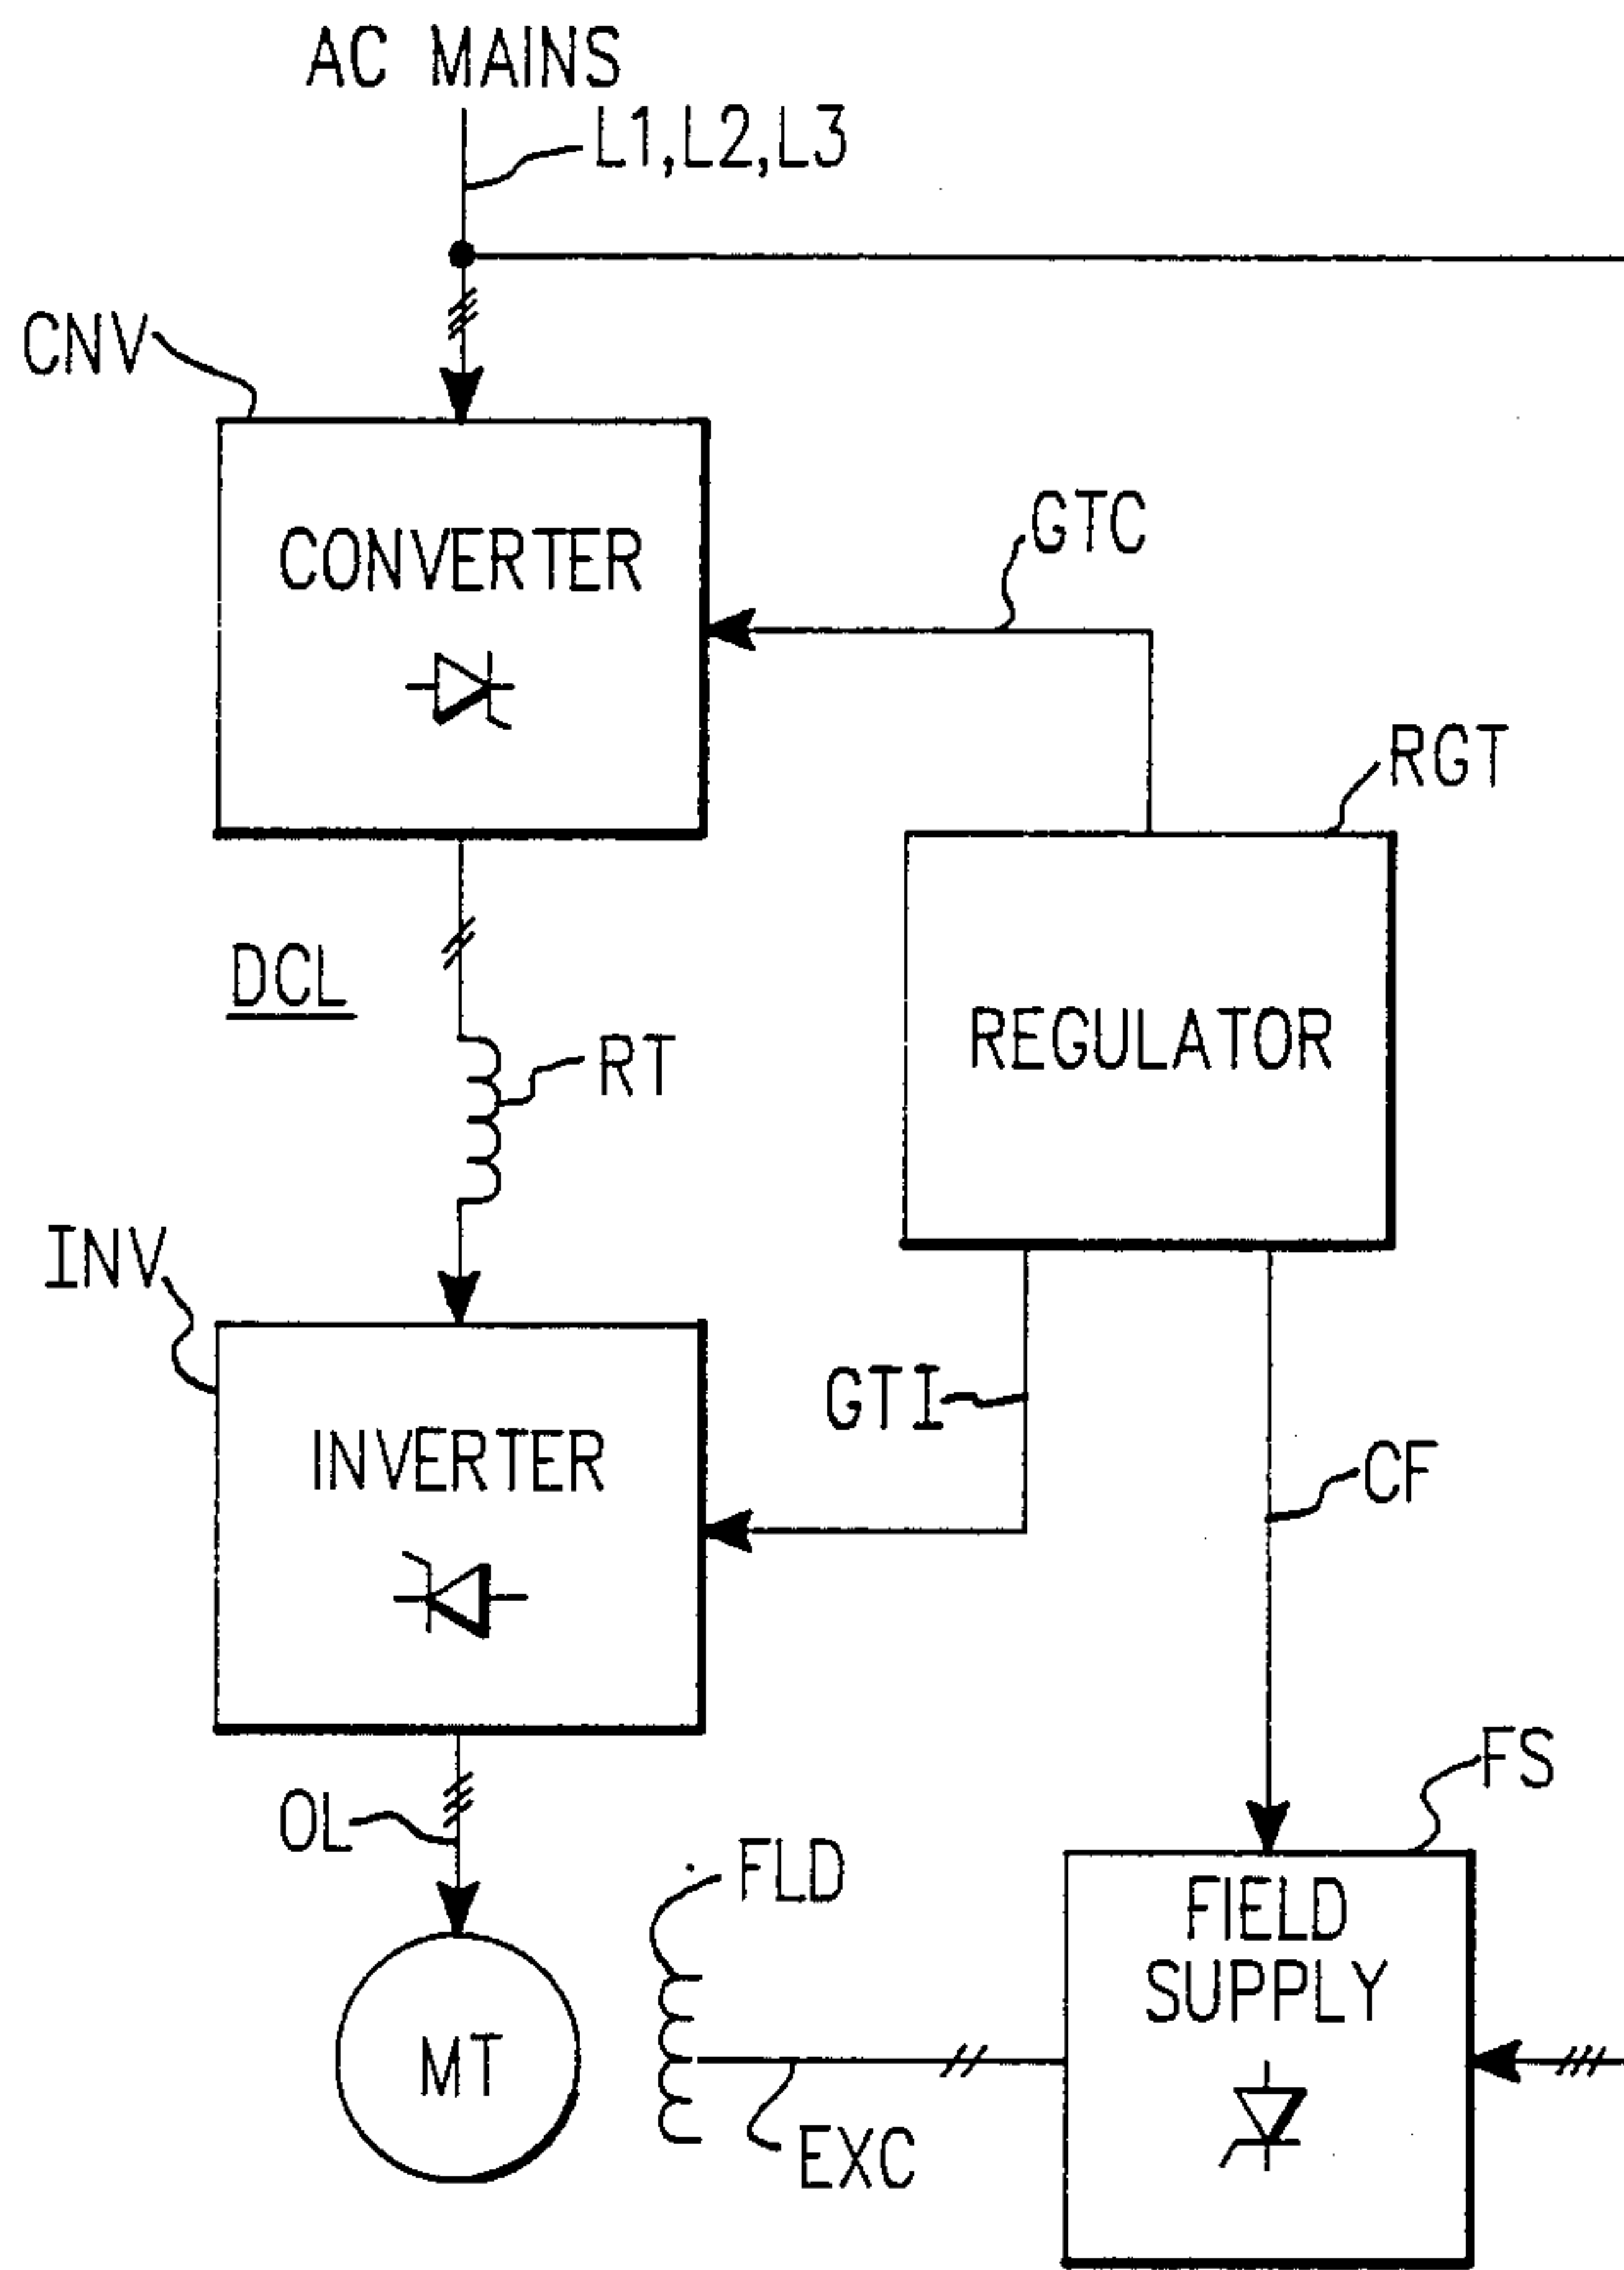 AC MAINS
L1,L2,L3
CNV
CONVERTER
GTC
RGT
DCL
REGULATOR
RT
INV
GTI
INVERTER
CF
FS
OL
FLD
FIELD
SUPPLY
MT
EXC